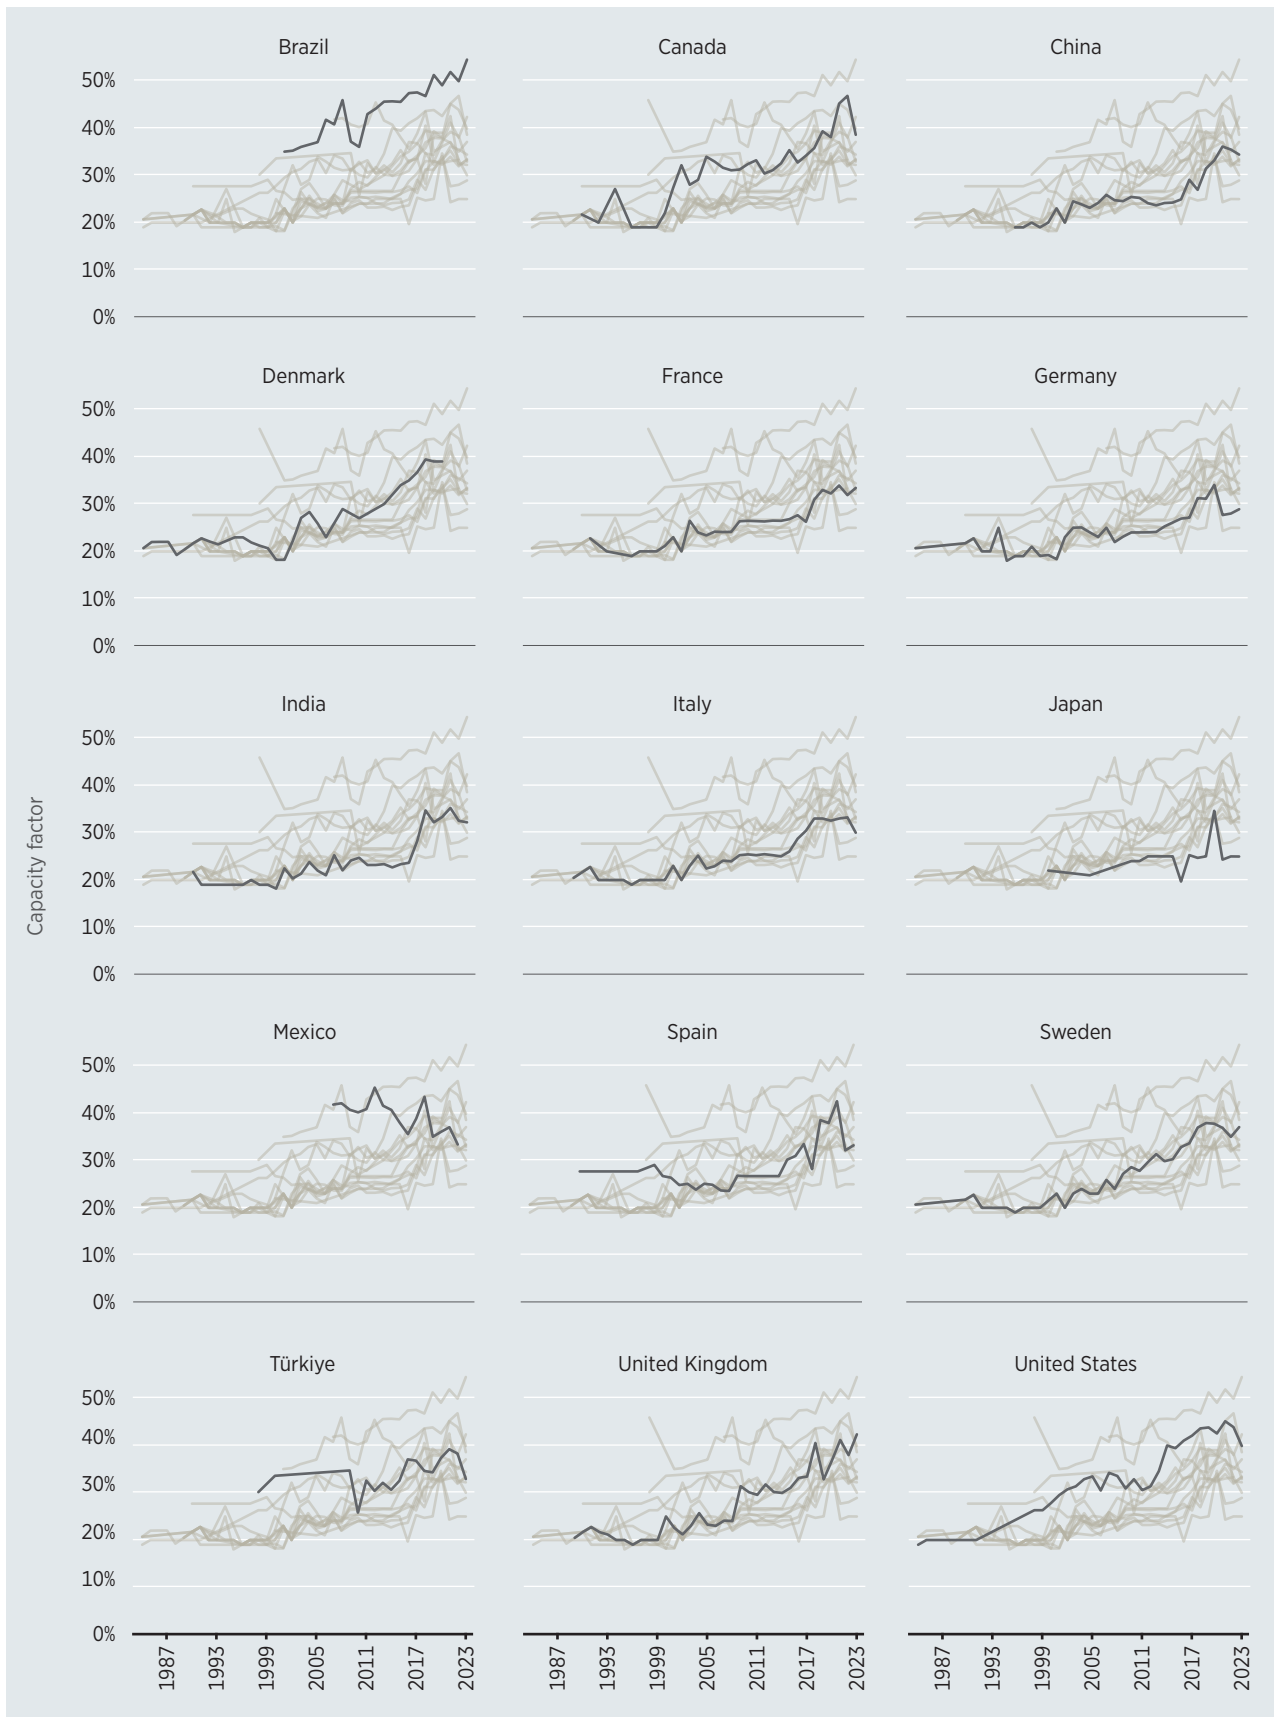 Brazil
Canada
China
50%
40%
30%
20%
10%
0%
Denmark
France
Germany
50%
40%
30%
20%
10%
0%
India
Italy
Japan
50%
40%
30%
20%
10%
0%
Capacity factor
Mexico
Spain
Sweden
50%
40%
30%
20%
10%
0%
Türkiye
United Kingdom
United States
50%
40%
30%
20%
10%
0%
1987 1993 1999 2005 2011 2017 2023
1987 1993 1999 2005 2011 2017 2023
1987 1993 1999 2005 2011 2017 2023